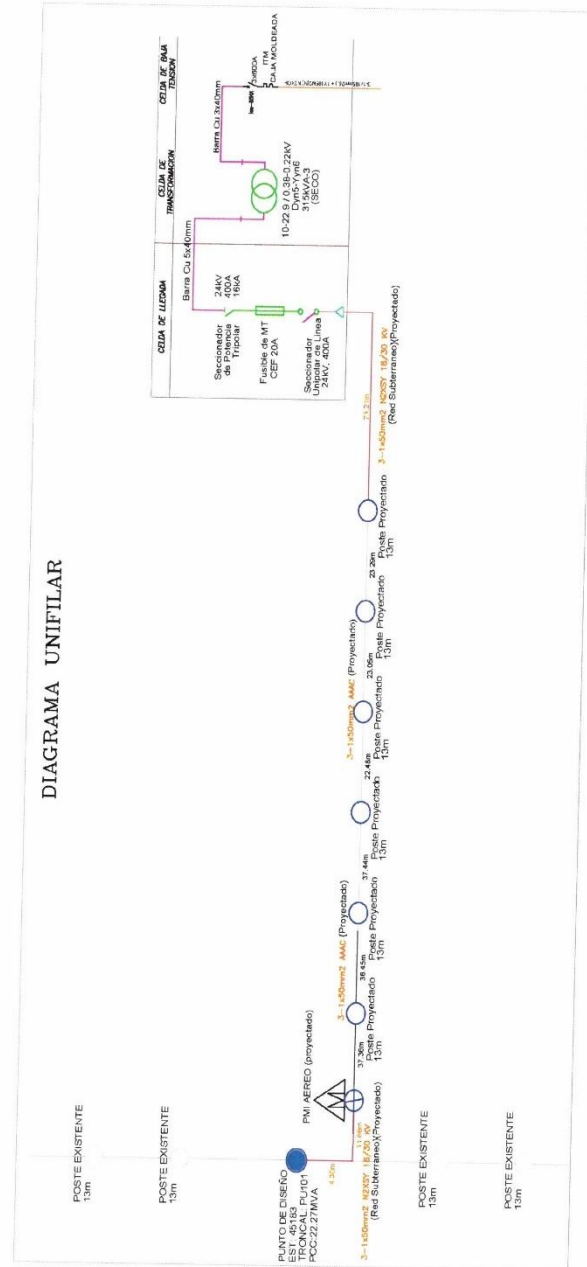 DIAGRAMA UNIFILAR
POSTE EXISTENTE
13m
POSTE EXISTENTE
13m
PUNTO DE DISEÑO
EST: 45183
TRONCAL: PU101
PCC:22.27MVA
4.30m
3-1x50mm2 N2XSY 18/30 KV
(Red Subterraneo)(Proyectado)
POSTE EXISTENTE
13m
POSTE EXISTENTE
13m
PMI AEREO (proyectado)
37.36m
Poste Proyectado
13m
3-1x50mm2 AAAC (Proyectado)
Poste Proyectado
13m
37.44m
Poste Proyectado
13m
22.48m
Poste Proyectado
13m
3-1x50mm2 AAAC (Proyectado)
23.05m
Poste Proyectado
13m
23.29m
Poste Proyectado
13m
3-1x50mm2 N2XSY 18/30 KV
(Red Subterraneo)(Proyectado)
CELDA DE LLEGADA
CELDA DE
TRANSFORMACION
CELDA DE BAJA
TENSION
Barra Cu 5x40mm
Barra Cu 3x40mm
24kV
400A
16kA
Seccionador
de Potencia
Tripolar
Fusible de MT
CEF 20A
Seccionador
Unipolar de Linea
24kV, 400A
10-22.9 / 0,38-0,22kV
Dyn5-Yyn6
315kVA-3
(SECO)
ITM
CAJA MOLDEADA